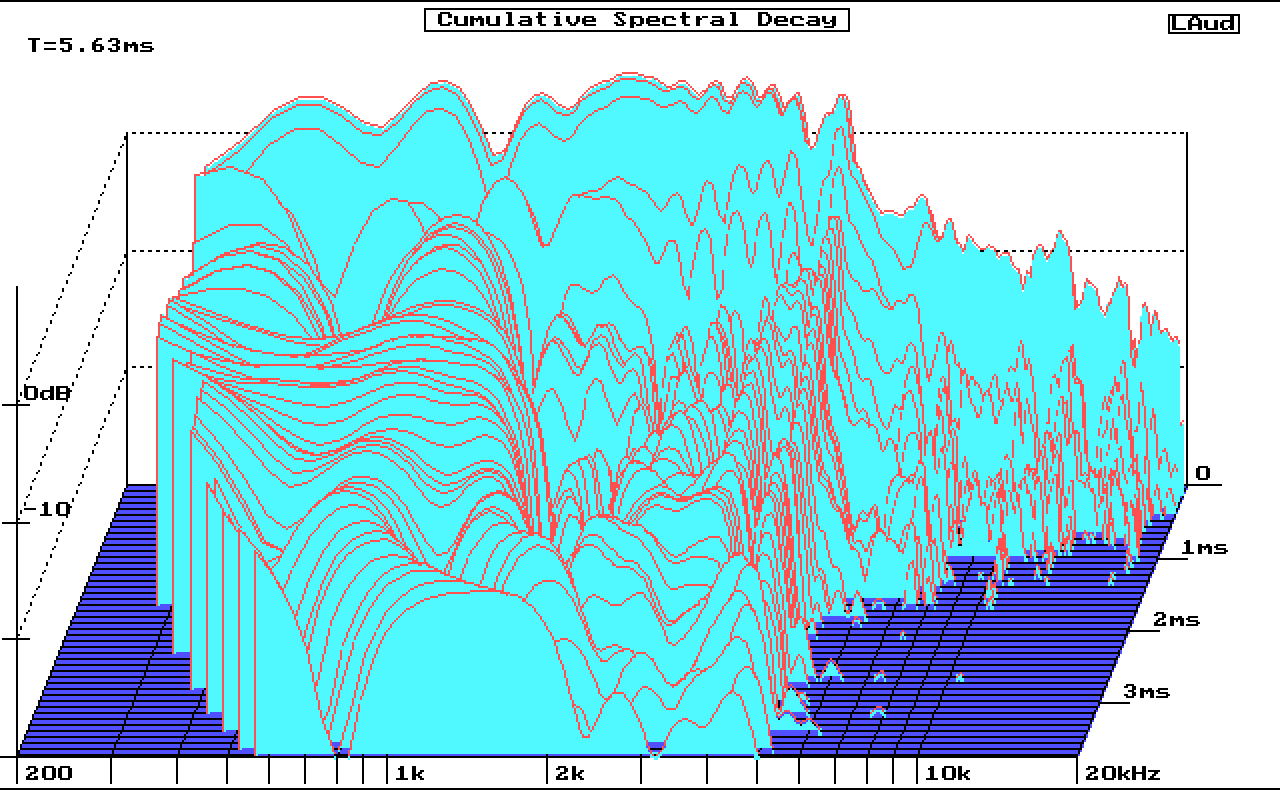 Cumulative Spectral Decay
LAud
T=5.63ms
0dB
-10
0
1ms
2ms
3ms
200 1k 2k 10k 20kHz